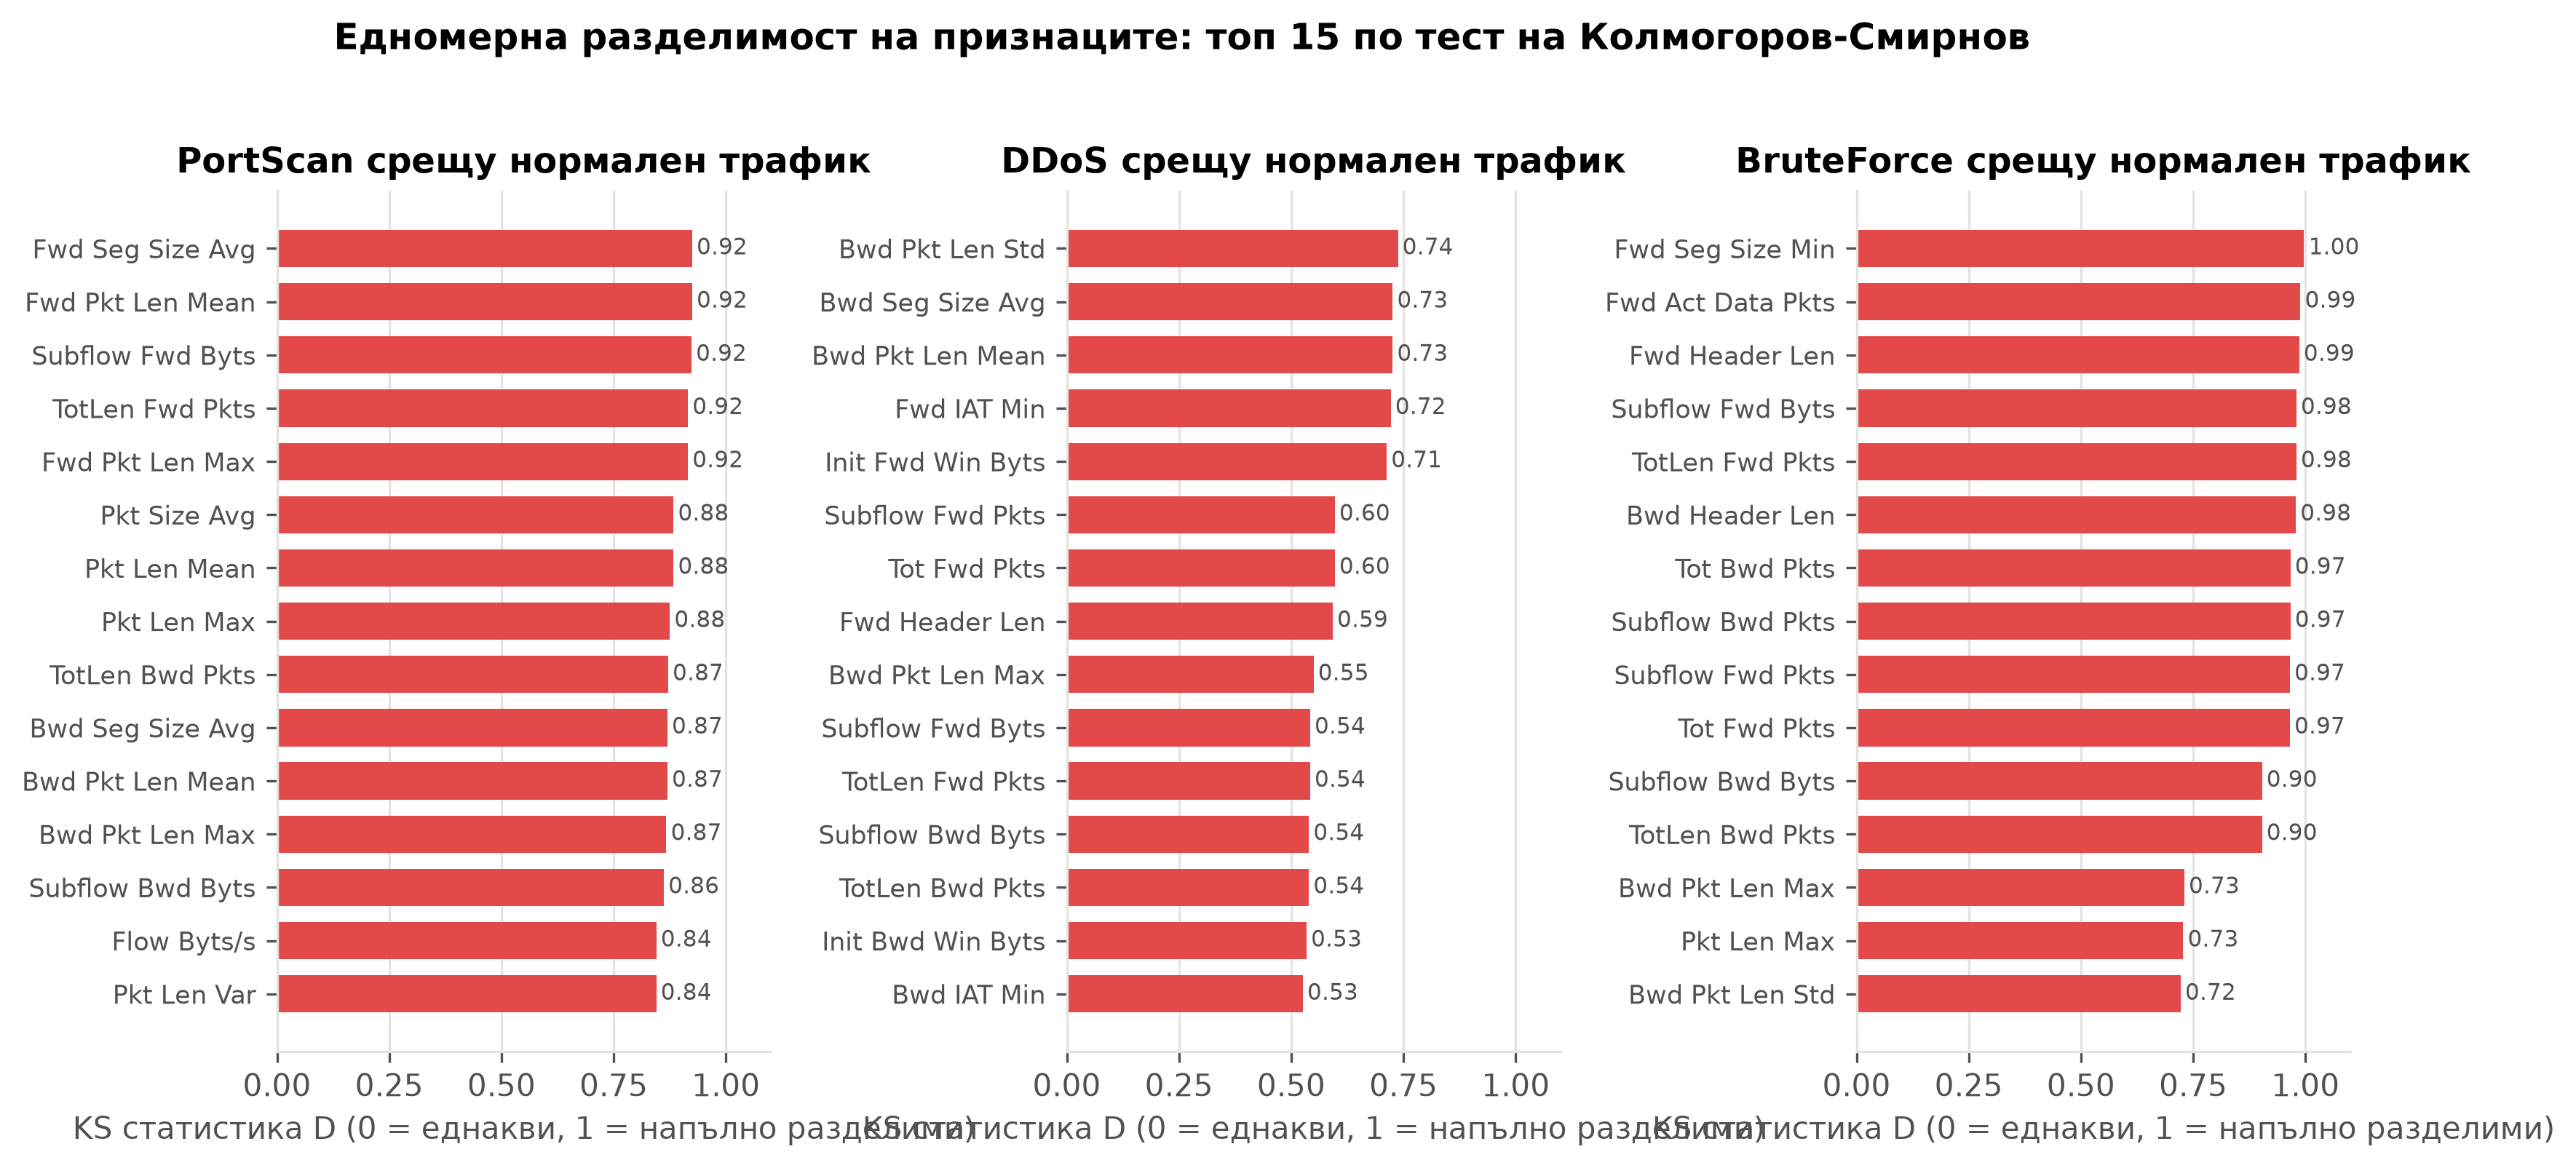 Едномерна разделимост на признаците: топ 15 по тест на Колмогоров-Смирнов
PortScan срещу нормален трафик
Fwd Seg Size Avg 0.92
Fwd Pkt Len Mean 0.92
Subflow Fwd Byts 0.92
TotLen Fwd Pkts 0.92
Fwd Pkt Len Max 0.92
Pkt Size Avg 0.88
Pkt Len Mean 0.88
Pkt Len Max 0.88
TotLen Bwd Pkts 0.87
Bwd Seg Size Avg 0.87
Bwd Pkt Len Mean 0.87
Bwd Pkt Len Max 0.87
Subflow Bwd Byts 0.86
Flow Byts/s 0.84
Pkt Len Var 0.84
0.00 0.25 0.50 0.75 1.00
KS статистика D (0 = еднакви, 1 = напълно разделими)
DDoS срещу нормален трафик
Bwd Pkt Len Std 0.74
Bwd Seg Size Avg 0.73
Bwd Pkt Len Mean 0.73
Fwd IAT Min 0.72
Init Fwd Win Byts 0.71
Subflow Fwd Pkts 0.60
Tot Fwd Pkts 0.60
Fwd Header Len 0.59
Bwd Pkt Len Max 0.55
Subflow Fwd Byts 0.54
TotLen Fwd Pkts 0.54
Subflow Bwd Byts 0.54
TotLen Bwd Pkts 0.54
Init Bwd Win Byts 0.53
Bwd IAT Min 0.53
0.00 0.25 0.50 0.75 1.00
KS статистика D (0 = еднакви, 1 = напълно разделими)
BruteForce срещу нормален трафик
Fwd Seg Size Min 1.00
Fwd Act Data Pkts 0.99
Fwd Header Len 0.99
Subflow Fwd Byts 0.98
TotLen Fwd Pkts 0.98
Bwd Header Len 0.98
Tot Bwd Pkts 0.97
Subflow Bwd Pkts 0.97
Subflow Fwd Pkts 0.97
Tot Fwd Pkts 0.97
Subflow Bwd Byts 0.90
TotLen Bwd Pkts 0.90
Bwd Pkt Len Max 0.73
Pkt Len Max 0.73
Bwd Pkt Len Std 0.72
0.00 0.25 0.50 0.75 1.00
KS статистика D (0 = еднакви, 1 = напълно разделими)